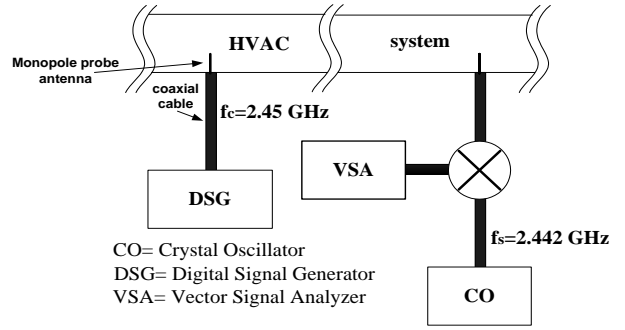 HVAC system
Monopole probe
antenna
coaxial
cable
fc=2.45 GHz
VSA
DSG
fs=2.442 GHz
CO= Crystal Oscillator
DSG= Digital Signal Generator
VSA= Vector Signal Analyzer
CO